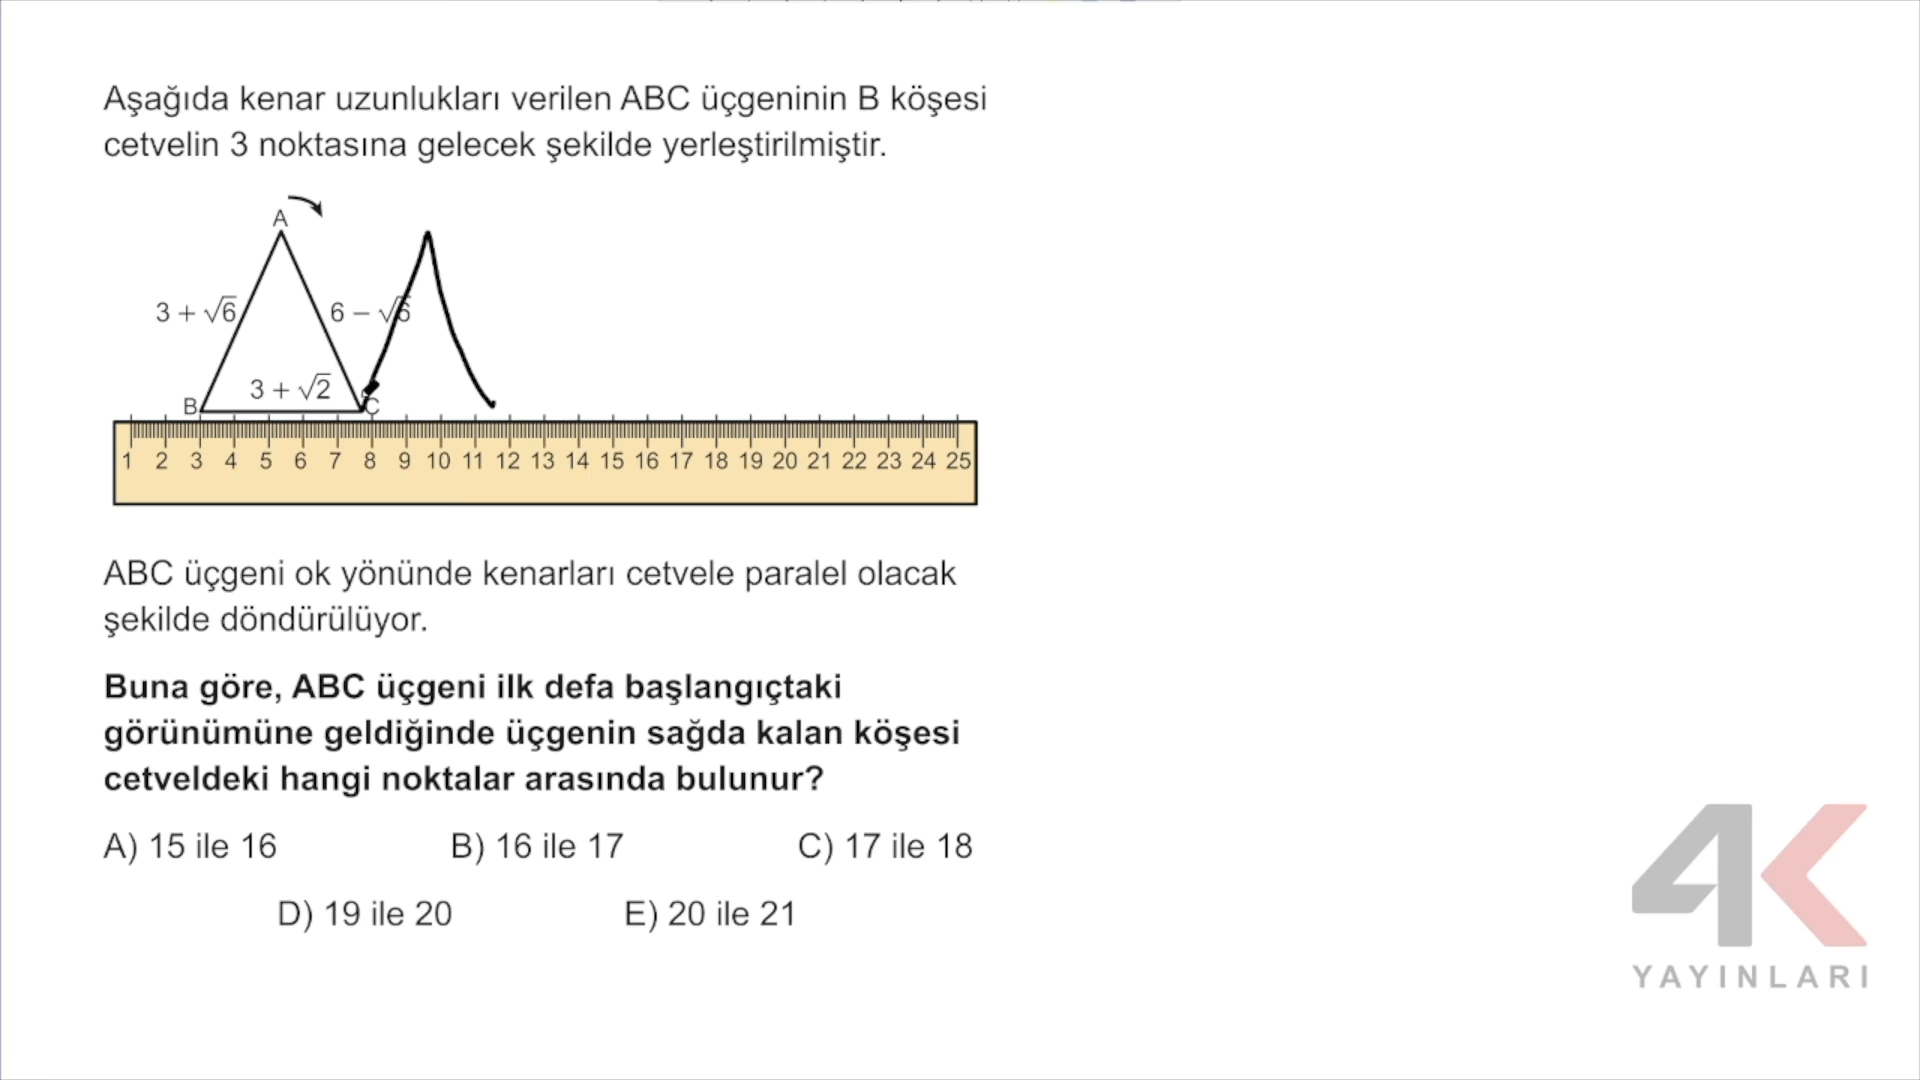 Aşağıda kenar uzunlukları verilen ABC üçgeninin B köşesi
cetvelin 3 noktasına gelecek şekilde yerleştirilmiştir.
A
3 + √6
6 − √6
3 + √2
B
C
1 2 3 4 5 6 7 8 9 10 11 12 13 14 15 16 17 18 19 20 21 22 23 24 25
ABC üçgeni ok yönünde kenarları cetvele paralel olacak
şekilde döndürülüyor.
Buna göre, ABC üçgeni ilk defa başlangıçtaki
görünümüne geldiğinde üçgenin sağda kalan köşesi
cetveldeki hangi noktalar arasında bulunur?
A) 15 ile 16 B) 16 ile 17 C) 17 ile 18
D) 19 ile 20 E) 20 ile 21
4K
YAYINLARI